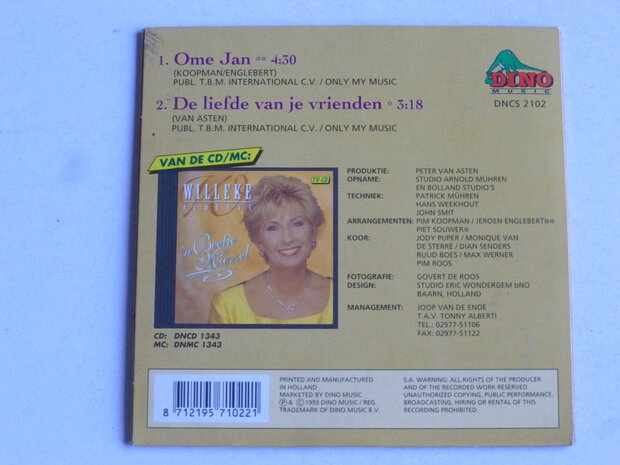 1. Ome Jan °° 4:30
(KOOPMAN/ENGLEBERT)
PUBL. T.B.M. INTERNATIONAL C.V. / ONLY MY MUSIC
2. De liefde van je vrienden ° 3:18
(VAN ASTEN)
PUBL. T.B.M. INTERNATIONAL C.V. / ONLY MY MUSIC
DINO
MUSIC
DNCS 2102
VAN DE CD/MC:
TV-CD
WILLEKE
ALBERTI
'n Beetje
Mazzel
CD: DNCD 1343
MC: DNMC 1343
PRODUKTIE: PETER VAN ASTEN
OPNAME: STUDIO ARNOLD MÜHREN
EN BOLLAND STUDIO'S
TECHNIEK: PATRICK MÜHREN
HANS WEEKHOUT
JOHN SMIT
ARRANGEMENTEN: PIM KOOPMAN / JEROEN ENGLEBERT°°
PIET SOUWER°
KOOR: JODY PIJPER / MONIQUE VAN
DE STERRE / DIAN SENDERS
RUUD BOES / MAX WERNER
PIM ROOS
FOTOGRAFIE: GOVERT DE ROOS
DESIGN: STUDIO ERIC WONDERGEM bNO
BAARN, HOLLAND
MANAGEMENT: JOOP VAN DE ENDE
T.A.V. TONNY ALBERTI
TEL.: 02977-51106
FAX: 02977-51122
8 712195 710221
PRINTED AND MANUFACTURED
IN HOLLAND
MARKETED BY DINO MUSIC
Ⓟ & © 1993 DINO MUSIC / REG.
TRADEMARK OF DINO MUSIC B.V.
S.A. WARNING: ALL RIGHTS OF THE PRODUCER
AND OF THE RECORDED WORK RESERVED.
UNAUTHORIZED COPYING, PUBLIC PERFORMANCE,
BROADCASTING, HIRING OR RENTAL OF THIS
RECORDING PROHIBITED.